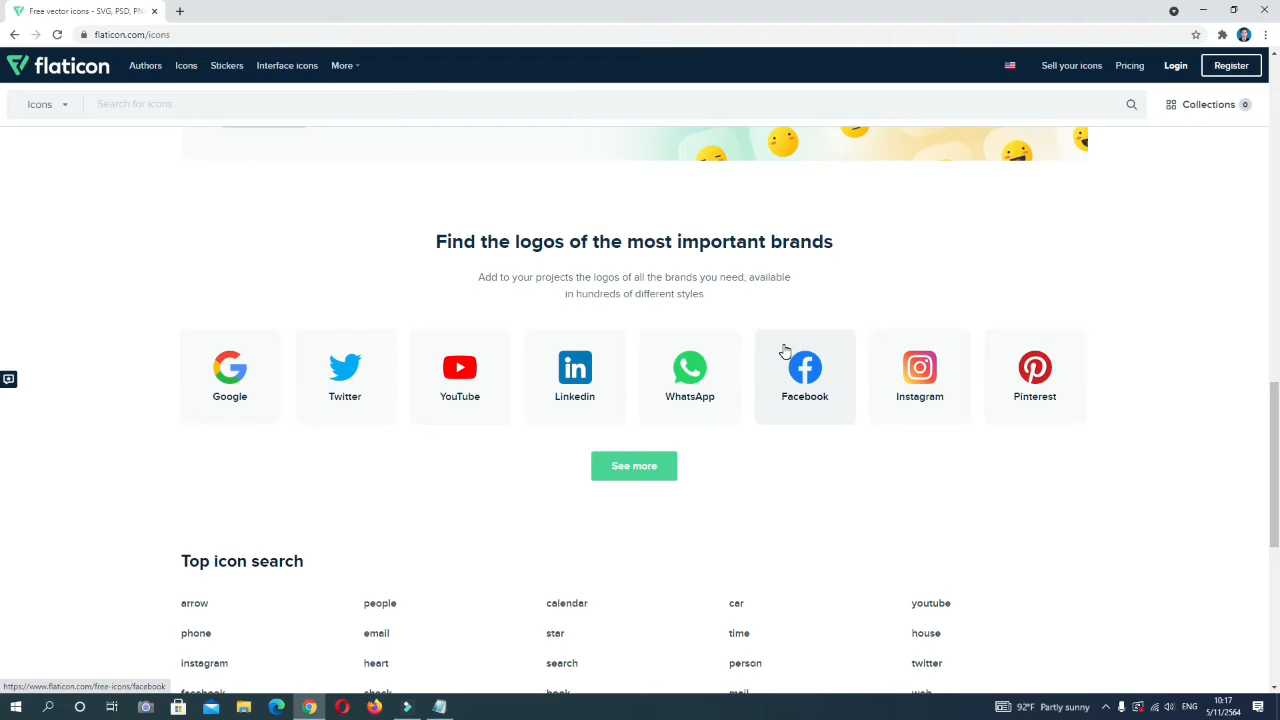 Free vector icons - SVG, PSD, PN
flaticon.com/icons
flaticon
Authors
Icons
Stickers
Interface icons
More
Sell your icons
Pricing
Login
Register
Icons
Search for icons
Collections 0
Find the logos of the most important brands
Add to your projects the logos of all the brands you need, available
in hundreds of different styles
Google
Twitter
YouTube
Linkedin
WhatsApp
Facebook
Instagram
Pinterest
See more
Top icon search
arrow
people
calendar
car
youtube
phone
email
star
time
house
instagram
heart
search
person
twitter
facebook
check
book
mail
web
https://www.flaticon.com/free-icons/facebook
92°F Partly sunny
ENG
10:17
5/11/2564